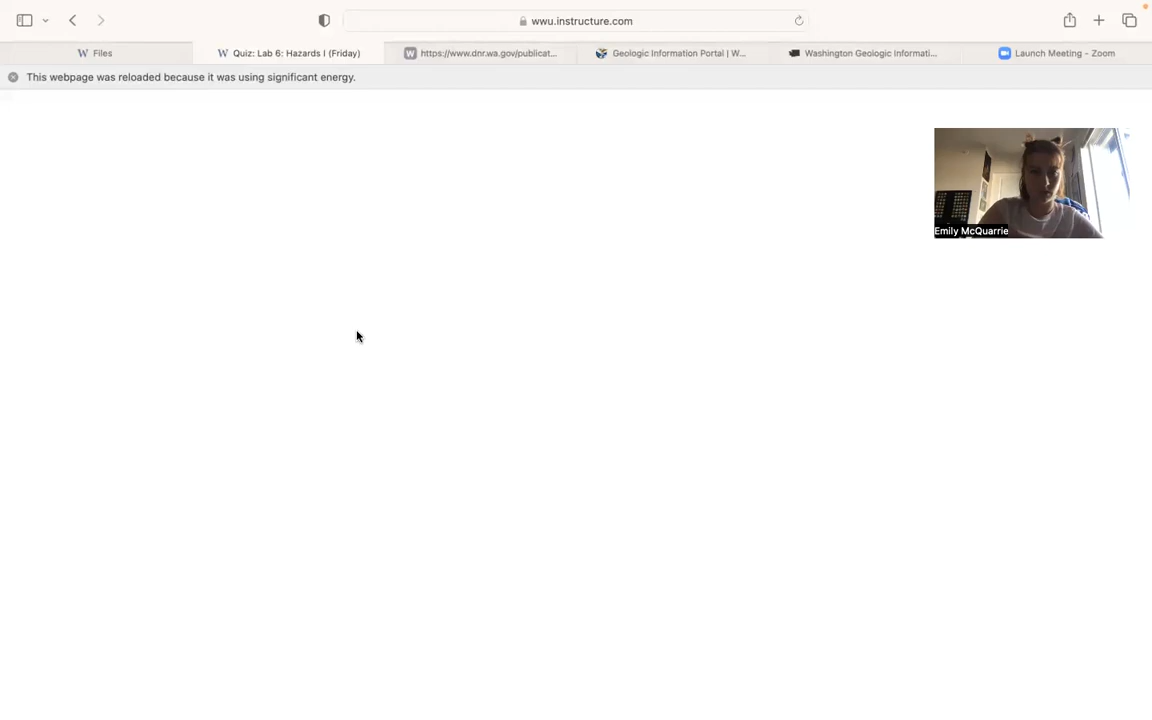 wwu.instructure.com
W Files
W Quiz: Lab 6: Hazards I (Friday)
W https://www.dnr.wa.gov/publicat...
Geologic Information Portal | W...
Washington Geologic Informati...
Launch Meeting - Zoom
This webpage was reloaded because it was using significant energy.
Emily McQuarrie